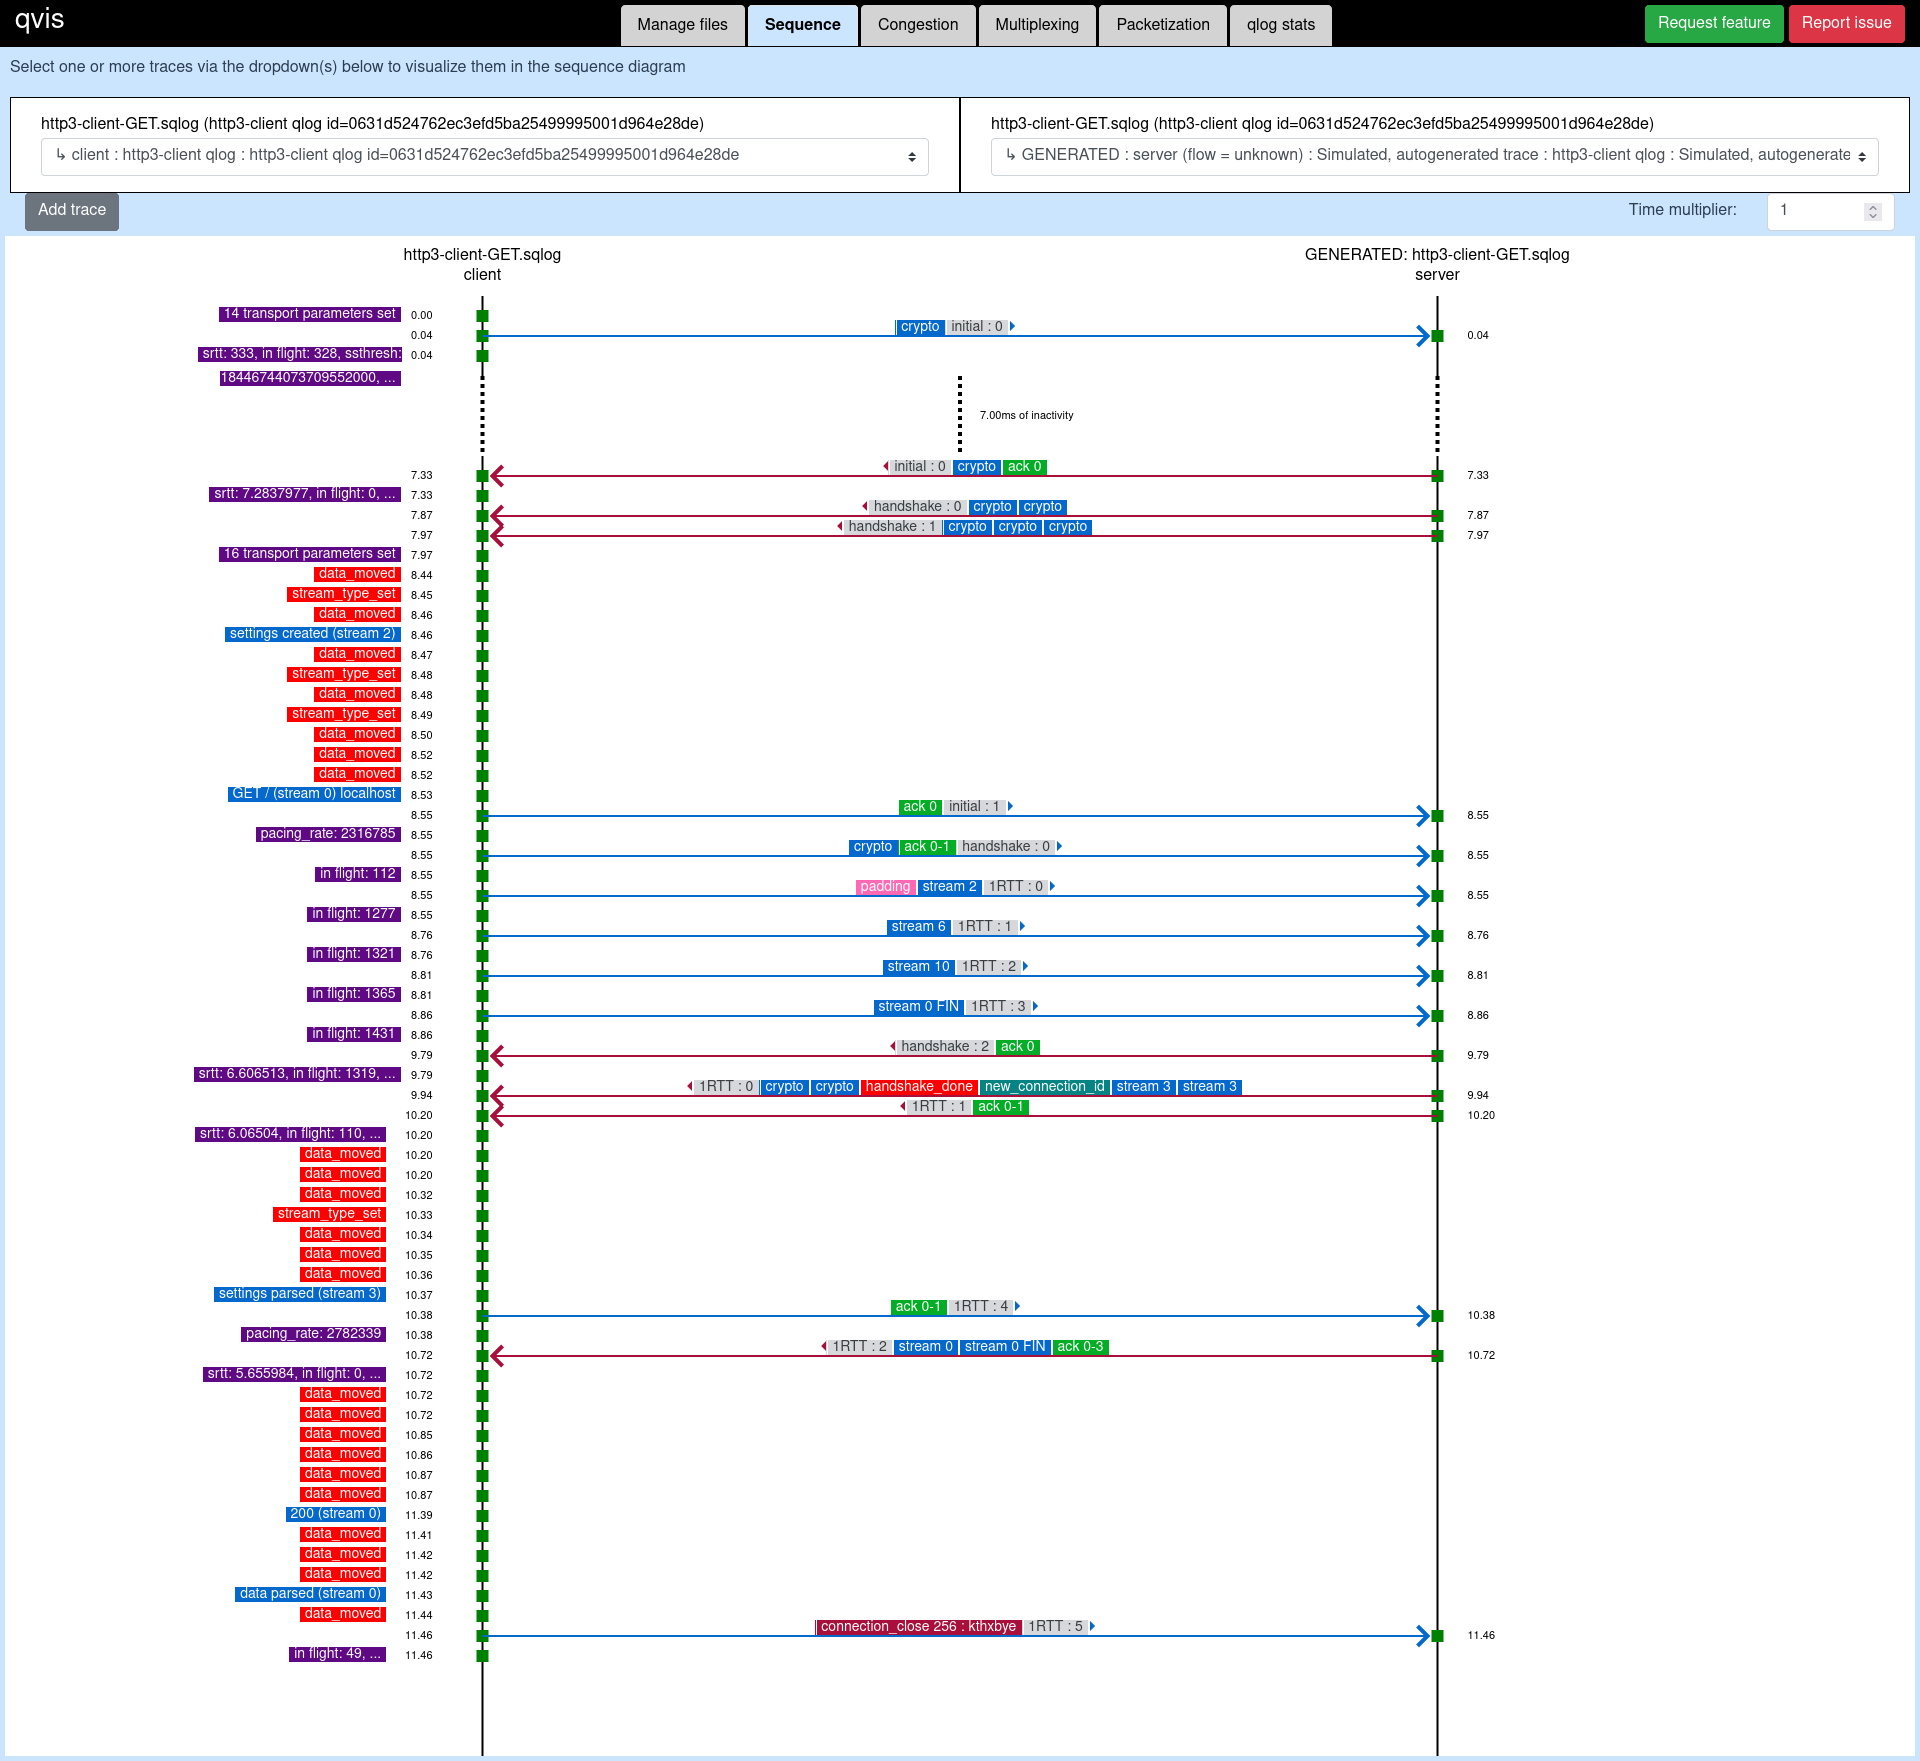 qvis
Manage files
Sequence
Congestion
Multiplexing
Packetization
qlog stats
Request feature
Report issue
Select one or more traces via the dropdown(s) below to visualize them in the sequence diagram
http3-client-GET.sqlog (http3-client qlog id=0631d524762ec3efd5ba25499995001d964e28de)
↳ client : http3-client qlog : http3-client qlog id=0631d524762ec3efd5ba25499995001d964e28de
http3-client-GET.sqlog (http3-client qlog id=0631d524762ec3efd5ba25499995001d964e28de)
↳ GENERATED : server (flow = unknown) : Simulated, autogenerated trace : http3-client qlog : Simulated, autogenerate
Add trace
Time multiplier:
1
http3-client-GET.sqlog
client
GENERATED: http3-client-GET.sqlog
server
14 transport parameters set 0.00
0.04 crypto initial : 0 0.04
srtt: 333, in flight: 328, ssthresh: 0.04
18446744073709552000, ...
7.00ms of inactivity
7.33 initial : 0 crypto ack 0 7.33
srtt: 7.2837977, in flight: 0, ... 7.33
7.87 handshake : 0 crypto crypto 7.87
7.97 handshake : 1 crypto crypto crypto 7.97
16 transport parameters set 7.97
data_moved 8.44
stream_type_set 8.45
data_moved 8.46
settings created (stream 2) 8.46
data_moved 8.47
stream_type_set 8.48
data_moved 8.48
stream_type_set 8.49
data_moved 8.50
data_moved 8.52
data_moved 8.52
GET / (stream 0) localhost 8.53
8.55 ack 0 initial : 1 8.55
pacing_rate: 2316785 8.55
8.55 crypto ack 0-1 handshake : 0 8.55
in flight: 112 8.55
8.55 padding stream 2 1RTT : 0 8.55
in flight: 1277 8.55
8.76 stream 6 1RTT : 1 8.76
in flight: 1321 8.76
8.81 stream 10 1RTT : 2 8.81
in flight: 1365 8.81
8.86 stream 0 FIN 1RTT : 3 8.86
in flight: 1431 8.86
9.79 handshake : 2 ack 0 9.79
srtt: 6.606513, in flight: 1319, ... 9.79
9.94 1RTT : 0 crypto crypto handshake_done new_connection_id stream 3 stream 3 9.94
10.20 1RTT : 1 ack 0-1 10.20
srtt: 6.06504, in flight: 110, ... 10.20
data_moved 10.20
data_moved 10.20
data_moved 10.32
stream_type_set 10.33
data_moved 10.34
data_moved 10.35
data_moved 10.36
settings parsed (stream 3) 10.37
10.38 ack 0-1 1RTT : 4 10.38
pacing_rate: 2782339 10.38
10.72 1RTT : 2 stream 0 stream 0 FIN ack 0-3 10.72
srtt: 5.655984, in flight: 0, ... 10.72
data_moved 10.72
data_moved 10.72
data_moved 10.85
data_moved 10.86
data_moved 10.87
data_moved 10.87
200 (stream 0) 11.39
data_moved 11.41
data_moved 11.42
data_moved 11.42
data parsed (stream 0) 11.43
data_moved 11.44
11.46 connection_close 256 : kthxbye 1RTT : 5 11.46
in flight: 49, ... 11.46